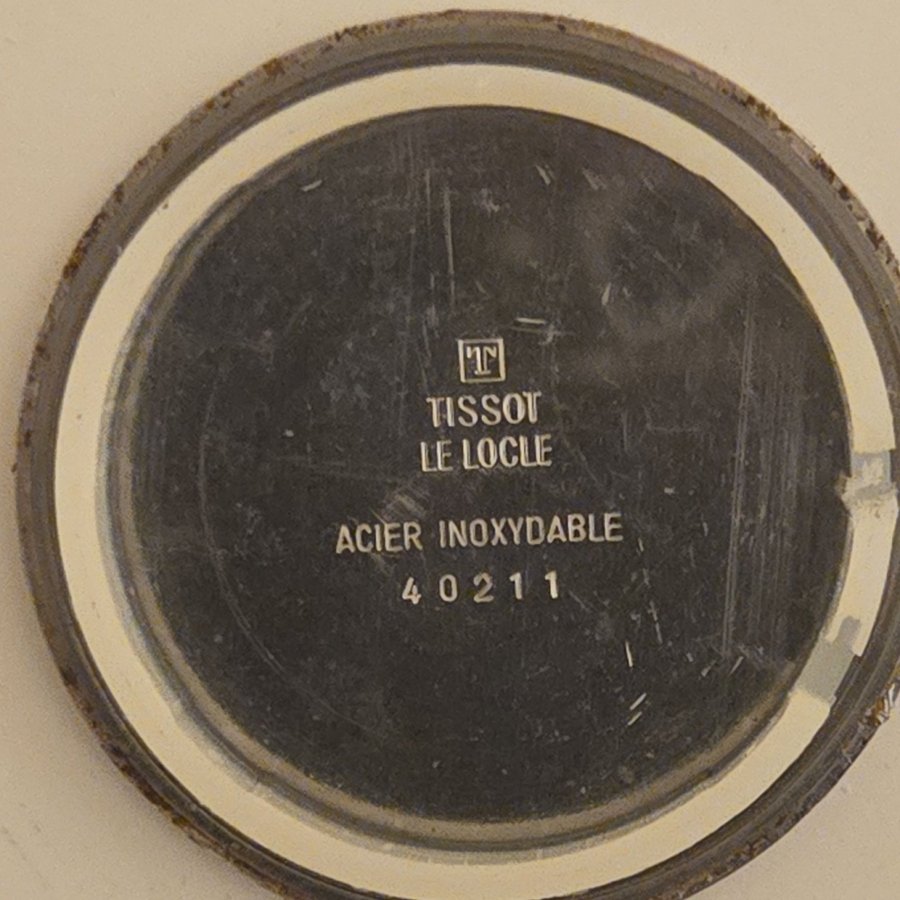 T
TISSOT
LE LOCLE
ACIER INOXYDABLE
40211